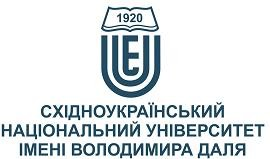 1920
СХІДНОУКРАЇНСЬКИЙ
НАЦІОНАЛЬНИЙ УНІВЕРСИТЕТ
ІМЕНІ ВОЛОДИМИРА ДАЛЯ